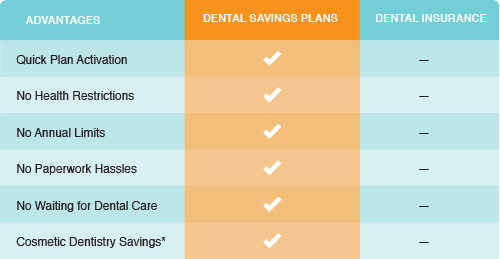 ADVANTAGES DENTAL SAVINGS PLANS DENTAL INSURANCE
Quick Plan Activation ✓ –
No Health Restrictions ✓ –
No Annual Limits ✓ –
No Paperwork Hassles ✓ –
No Waiting for Dental Care ✓ –
Cosmetic Dentistry Savings* ✓ –